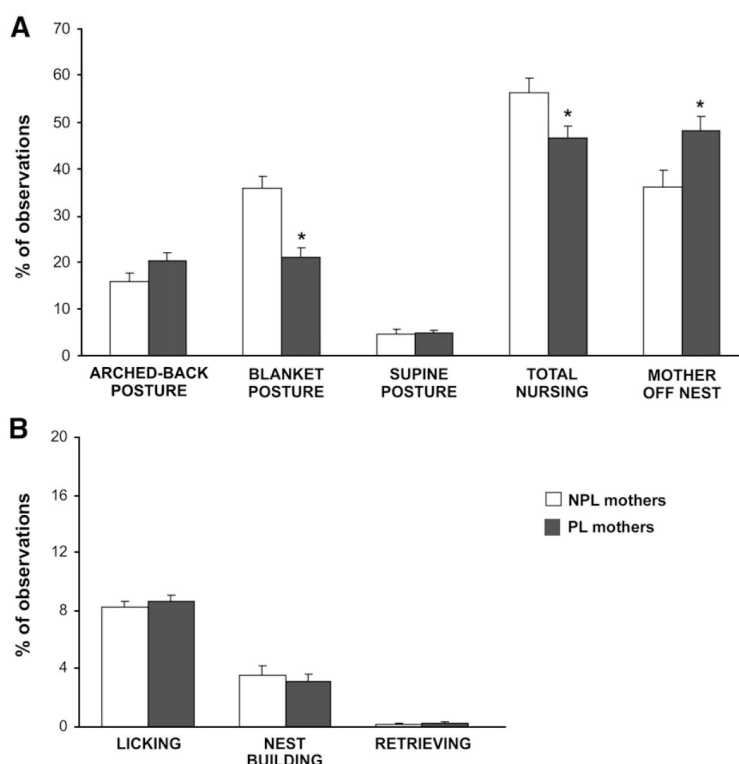 A
70
60
50
40
30
20
10
0
% of observations
*
*
*
ARCHED-BACK
POSTURE
BLANKET
POSTURE
SUPINE
POSTURE
TOTAL
NURSING
MOTHER
OFF NEST
B
20
16
12
8
4
0
% of observations
NPL mothers
PL mothers
LICKING
NEST
BUILDING
RETRIEVING